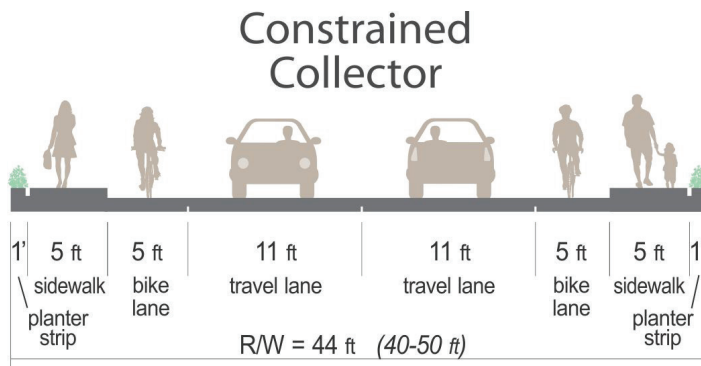 Constrained
Collector
1' 5 ft 5 ft 11 ft 11 ft 5 ft 5 ft 1
sidewalk bike lane travel lane travel lane bike lane sidewalk
planter strip planter strip
R/W = 44 ft (40-50 ft)